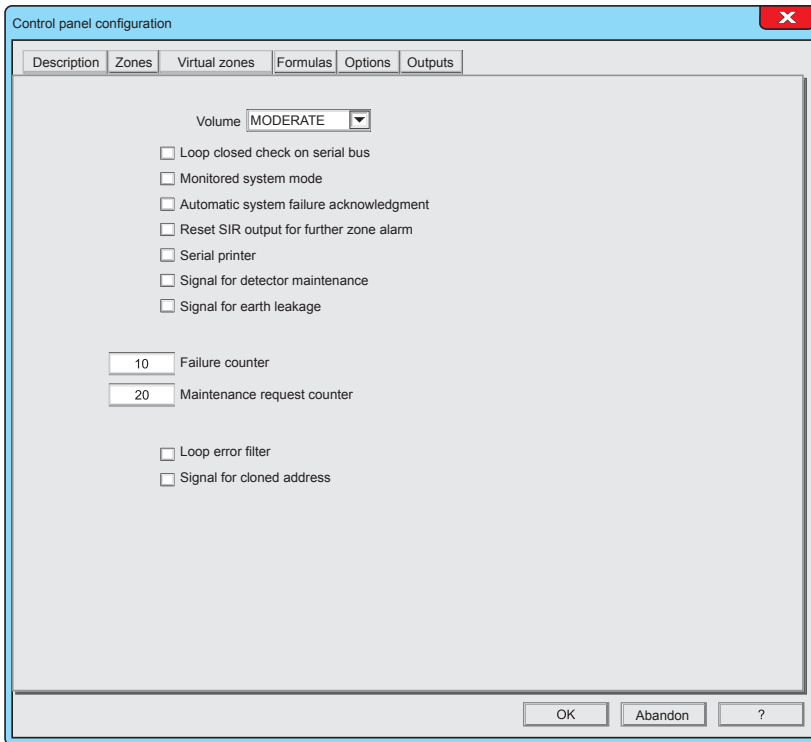 Control panel configuration
Description Zones Virtual zones Formulas Options Outputs
Volume MODERATE
Loop closed check on serial bus
Monitored system mode
Automatic system failure acknowledgment
Reset SIR output for further zone alarm
Serial printer
Signal for detector maintenance
Signal for earth leakage
10 Failure counter
20 Maintenance request counter
Loop error filter
Signal for cloned address
OK Abandon ?